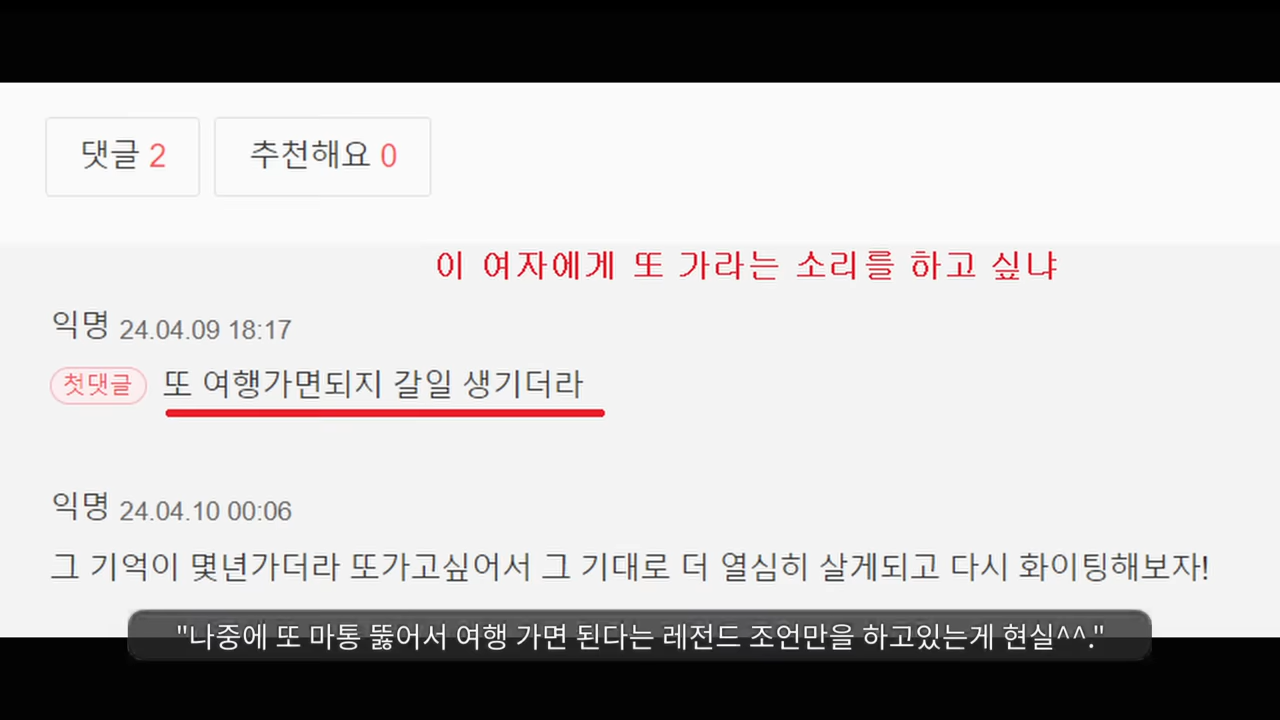 댓글 2
추천해요 0
이 여자에게 또 가라는 소리를 하고 싶냐
익명 24.04.09 18:17
첫댓글 또 여행가면되지 갈일 생기더라
익명 24.04.10 00:06
그 기억이 몇년가더라 또가고싶어서 그 기대로 더 열심히 살게되고 다시 화이팅해보자!
"나중에 또 마통 뚫어서 여행 가면 된다는 레전드 조언만을 하고있는게 현실^^."